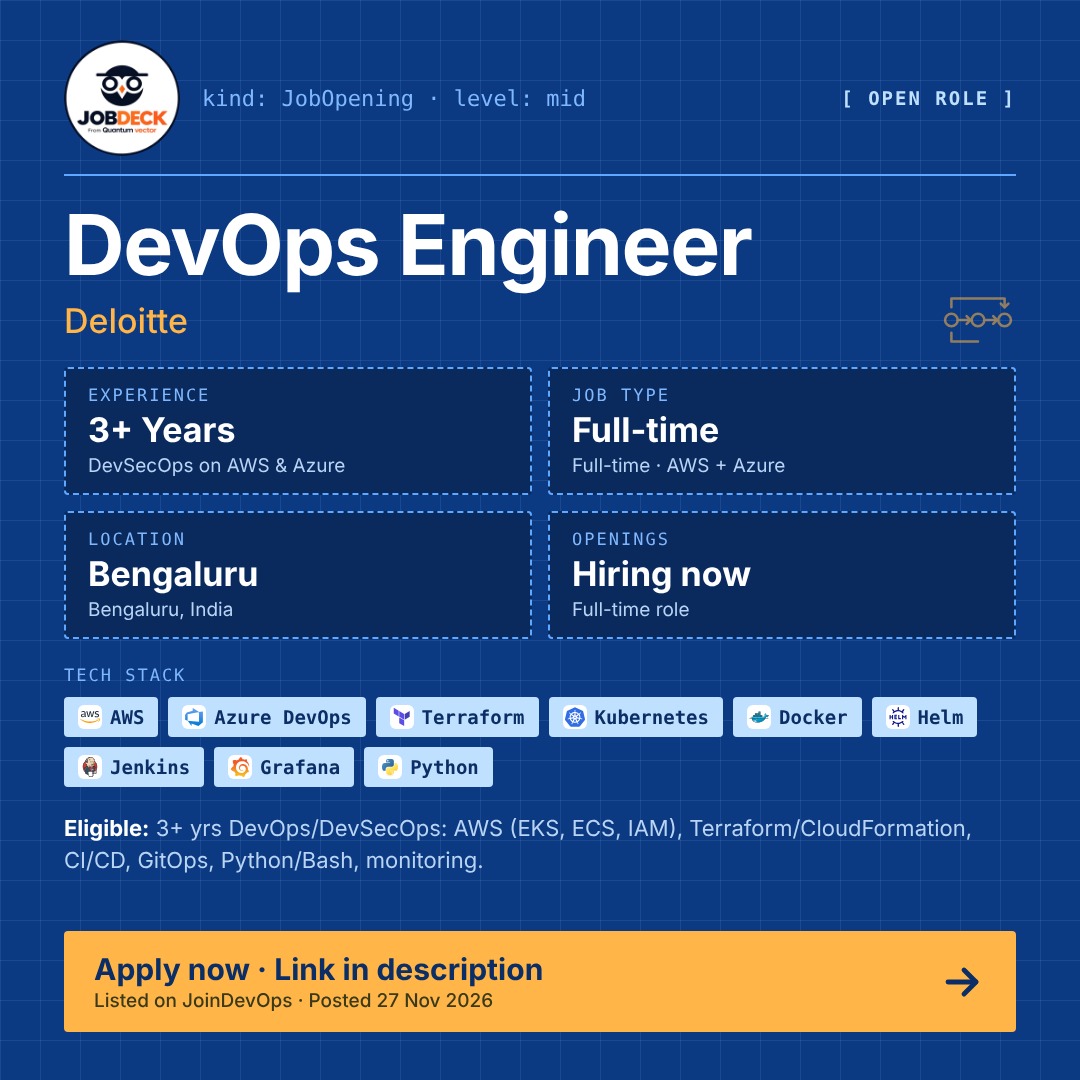 JOBDECK
From Quantum vector
kind: JobOpening · level: mid
[ OPEN ROLE ]
DevOps Engineer
Deloitte
EXPERIENCE
3+ Years
DevSecOps on AWS & Azure
JOB TYPE
Full-time
Full-time · AWS + Azure
LOCATION
Bengaluru
Bengaluru, India
OPENINGS
Hiring now
Full-time role
TECH STACK
aws AWS Azure DevOps Terraform Kubernetes Docker HELM Helm
Jenkins Grafana Python
Eligible: 3+ yrs DevOps/DevSecOps: AWS (EKS, ECS, IAM), Terraform/CloudFormation,
CI/CD, GitOps, Python/Bash, monitoring.
Apply now · Link in description
Listed on JoinDevOps · Posted 27 Nov 2026